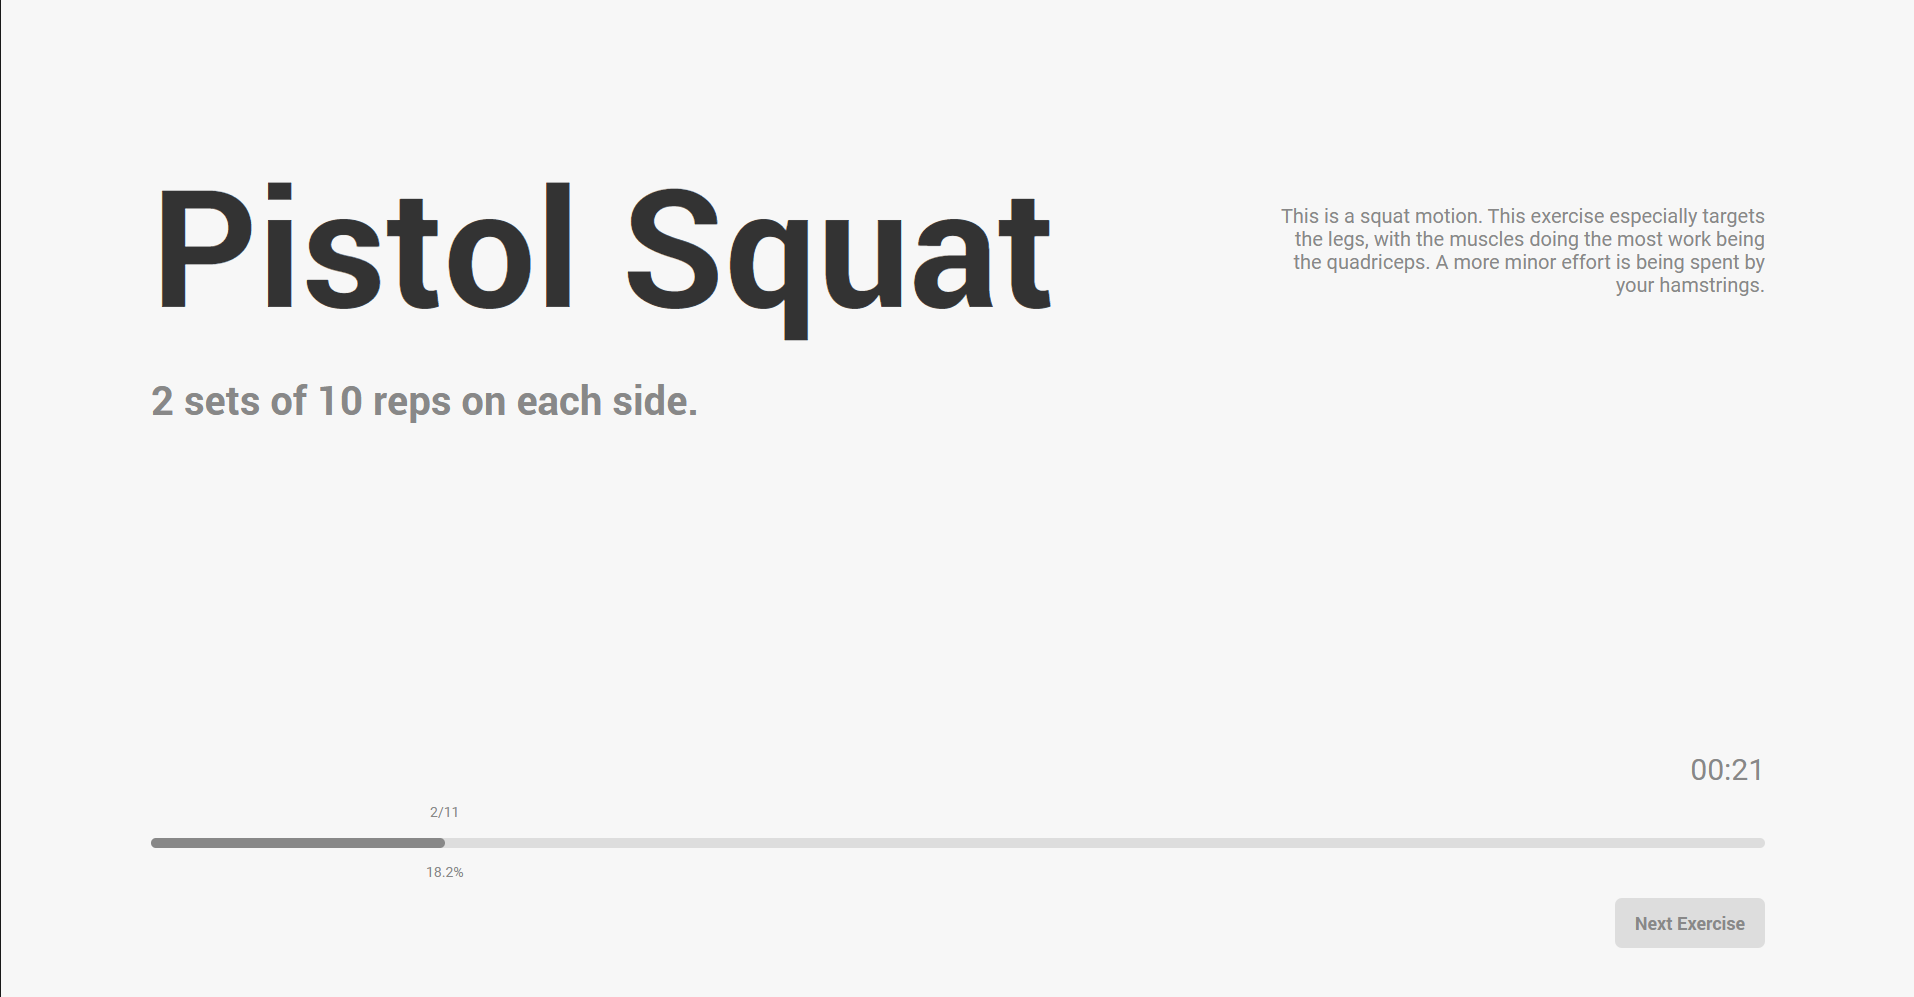 Pistol Squat
This is a squat motion. This exercise especially targets
the legs, with the muscles doing the most work being
the quadriceps. A more minor effort is being spent by
your hamstrings.
2 sets of 10 reps on each side.
00:21
2/11
18.2%
Next Exercise